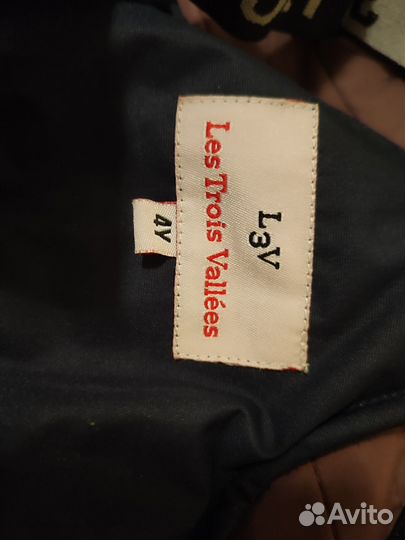 L3V
Les Trois Vallées
4Y
Avito